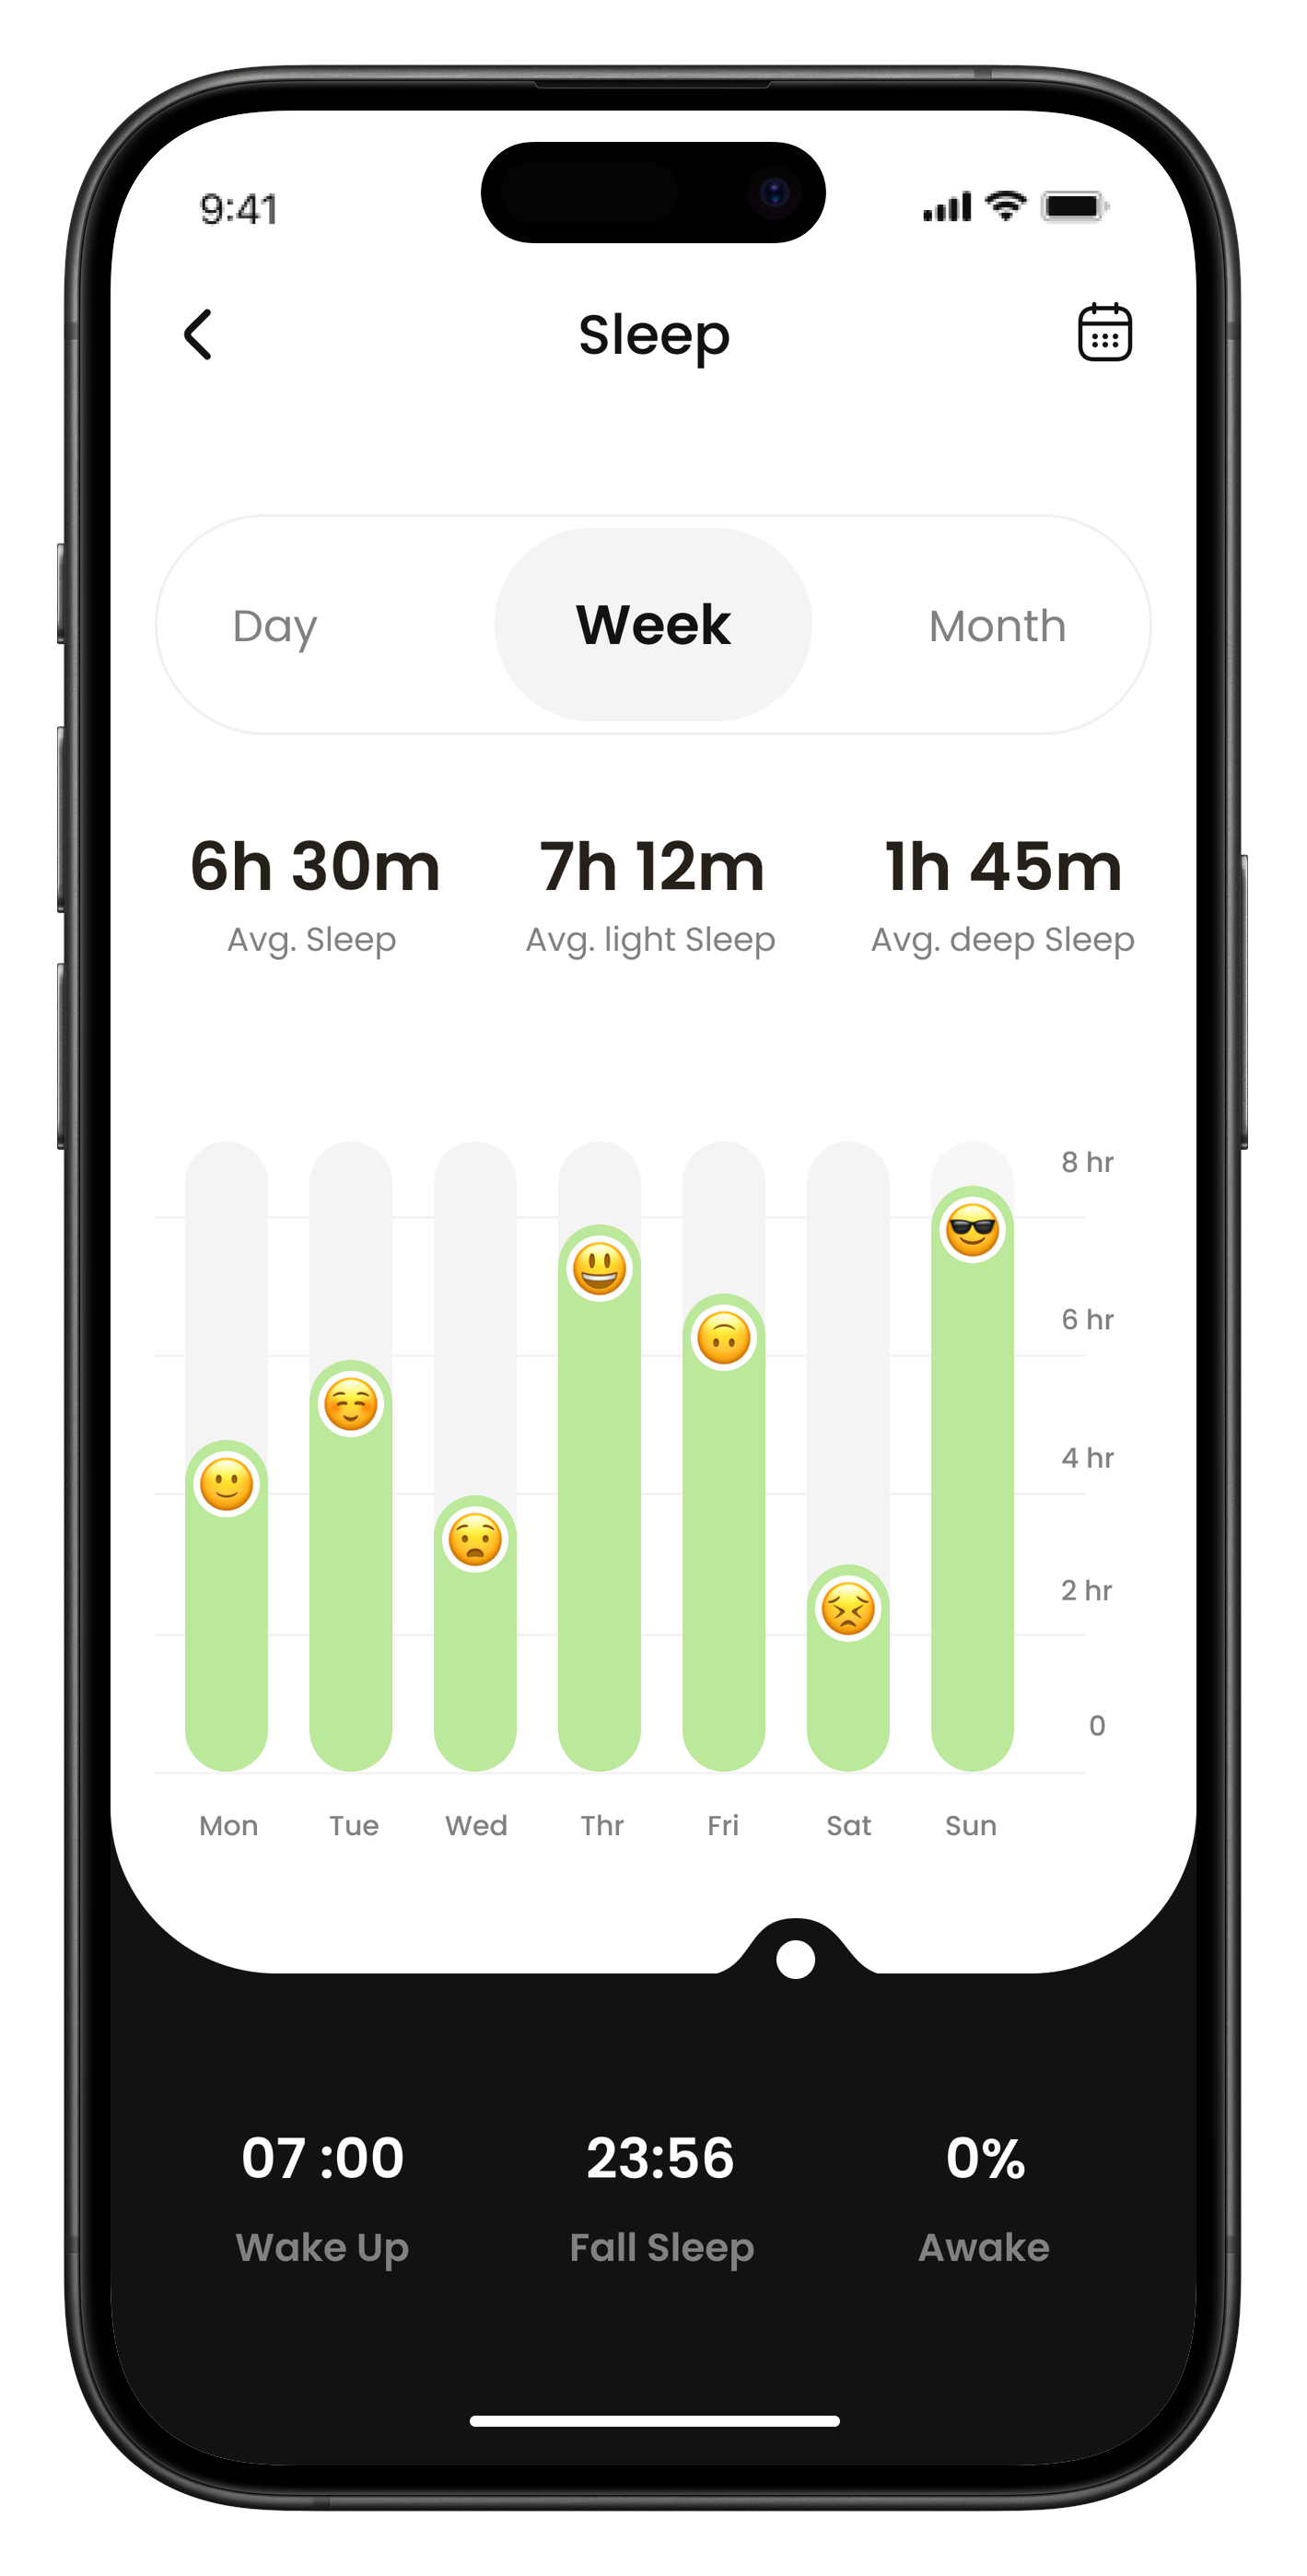 9:41
Sleep
Day Week Month
6h 30m 7h 12m 1h 45m
Avg. Sleep Avg. light Sleep Avg. deep Sleep
8 hr
6 hr
4 hr
2 hr
0
Mon Tue Wed Thr Fri Sat Sun
07 :00 23:56 0%
Wake Up Fall Sleep Awake